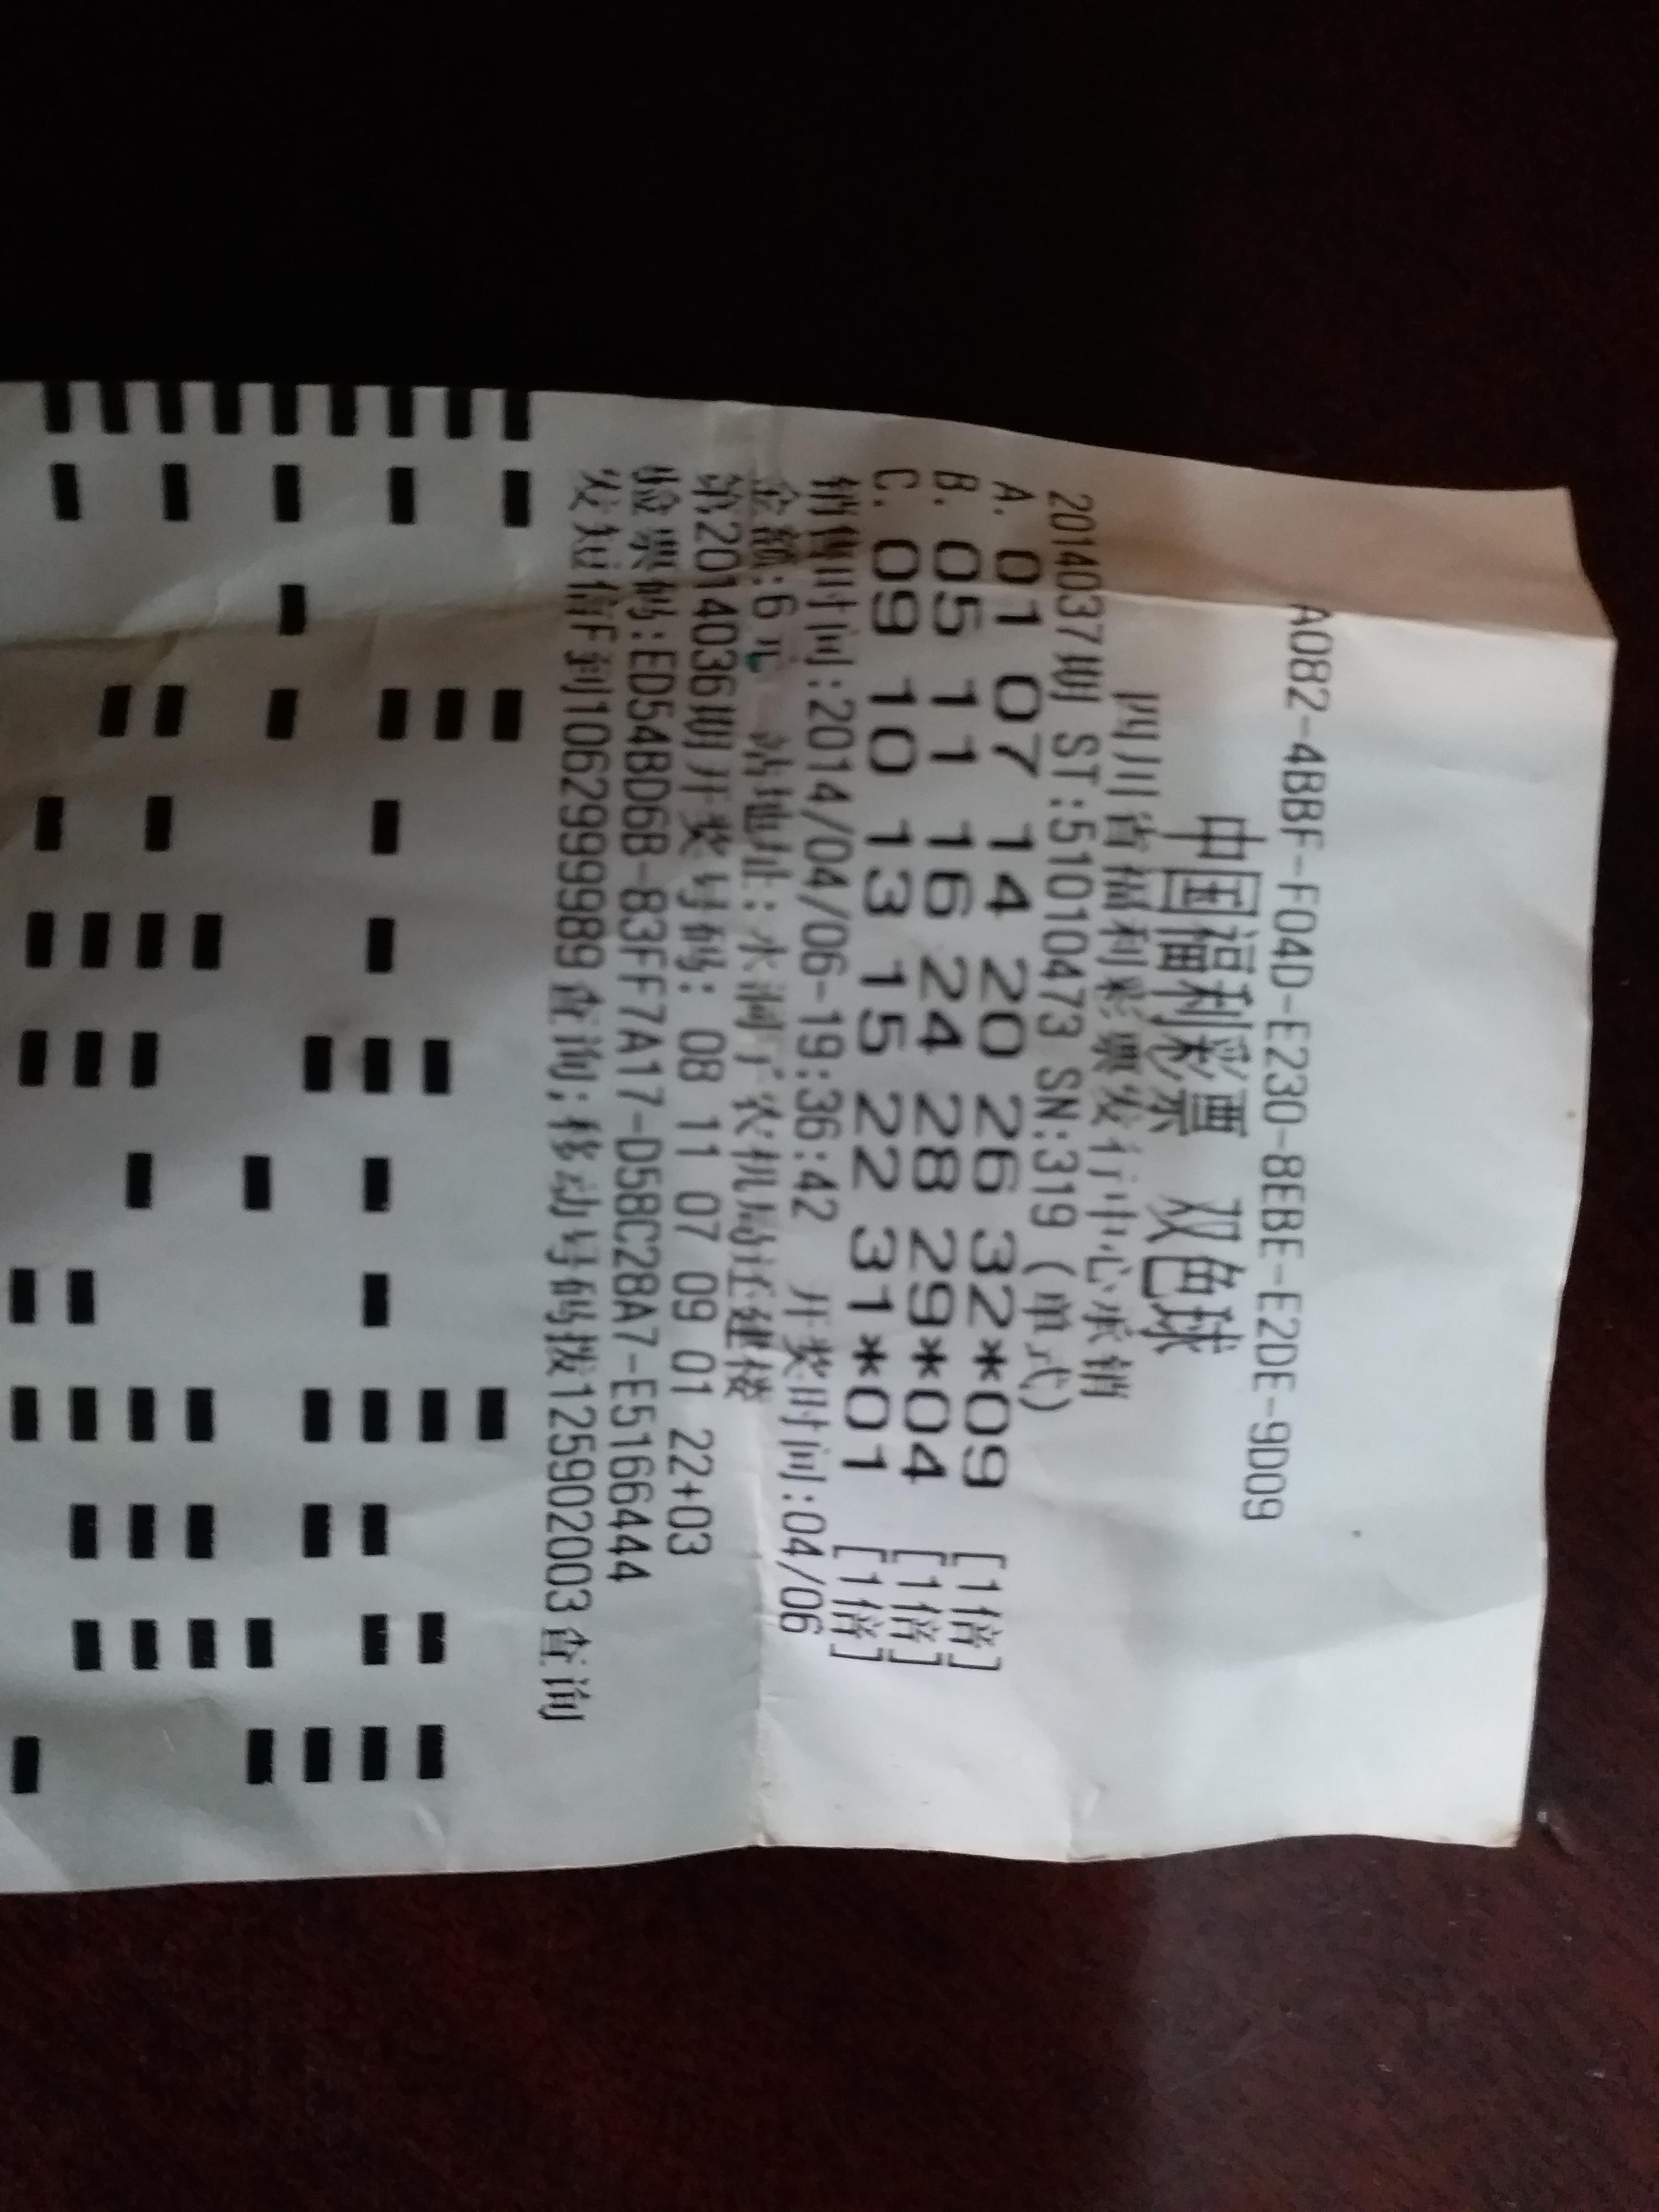 A082-4BBF-F04D-E230-8EBE-E2DE-9D09
中国福利彩票 双色球
四川省福利彩票发行中心承销
2014037期 ST:51010473 SN:319 (单式)
A. 01 07 14 20 26 32*09 [1倍]
B. 05 11 16 24 28 29*04 [1倍]
C. 09 10 13 15 22 31*01 [1倍]
销售时间:2014/04/06-19:36:42 开奖时间:04/06
金额:6元 站地址:水洞子农机局迁建楼
第2014036期开奖号码: 08 11 07 09 01 22+03
验票码:ED54BD6B-83FF7A17-D5BC28A7-E5166444
发短信F到1062999989查询;移动号码拨125902003查询